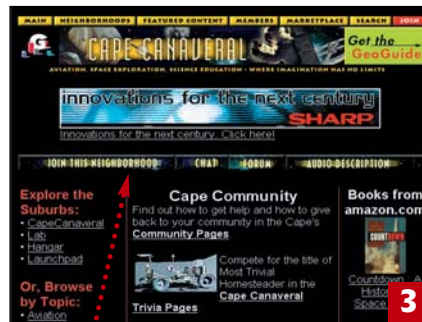 MAIN NEIGHBORHOODS FEATURED CONTENT MEMBERS MARKETPLACE SEARCH JOIN
G
CAPE CANAVERAL
Get the
GeoGuide
AVIATION, SPACE EXPLORATION, SCIENCE EDUCATION - WHERE IMAGINATION HAS NO LIMITS
innovations for the next century
SHARP
Innovations for the next century. Click here!
JOIN THIS NEIGHBORHOOD CHAT FORUM AUDIO DESCRIPTION
Explore the
Suburbs:
• CapeCanaveral
• Lab
• Hangar
• Launchpad
Or, Browse
by Topic:
• Aviation
Cape Community
Find out how to get help and how to give
back to your community in the Cape's
Community Pages
Compete for the title of
Most Trivial
Homesteader in the
Cape Canaveral
Trivia Pages
Books from
amazon.com
COUNTDOWN
Countdown: A
Histo
Space
3